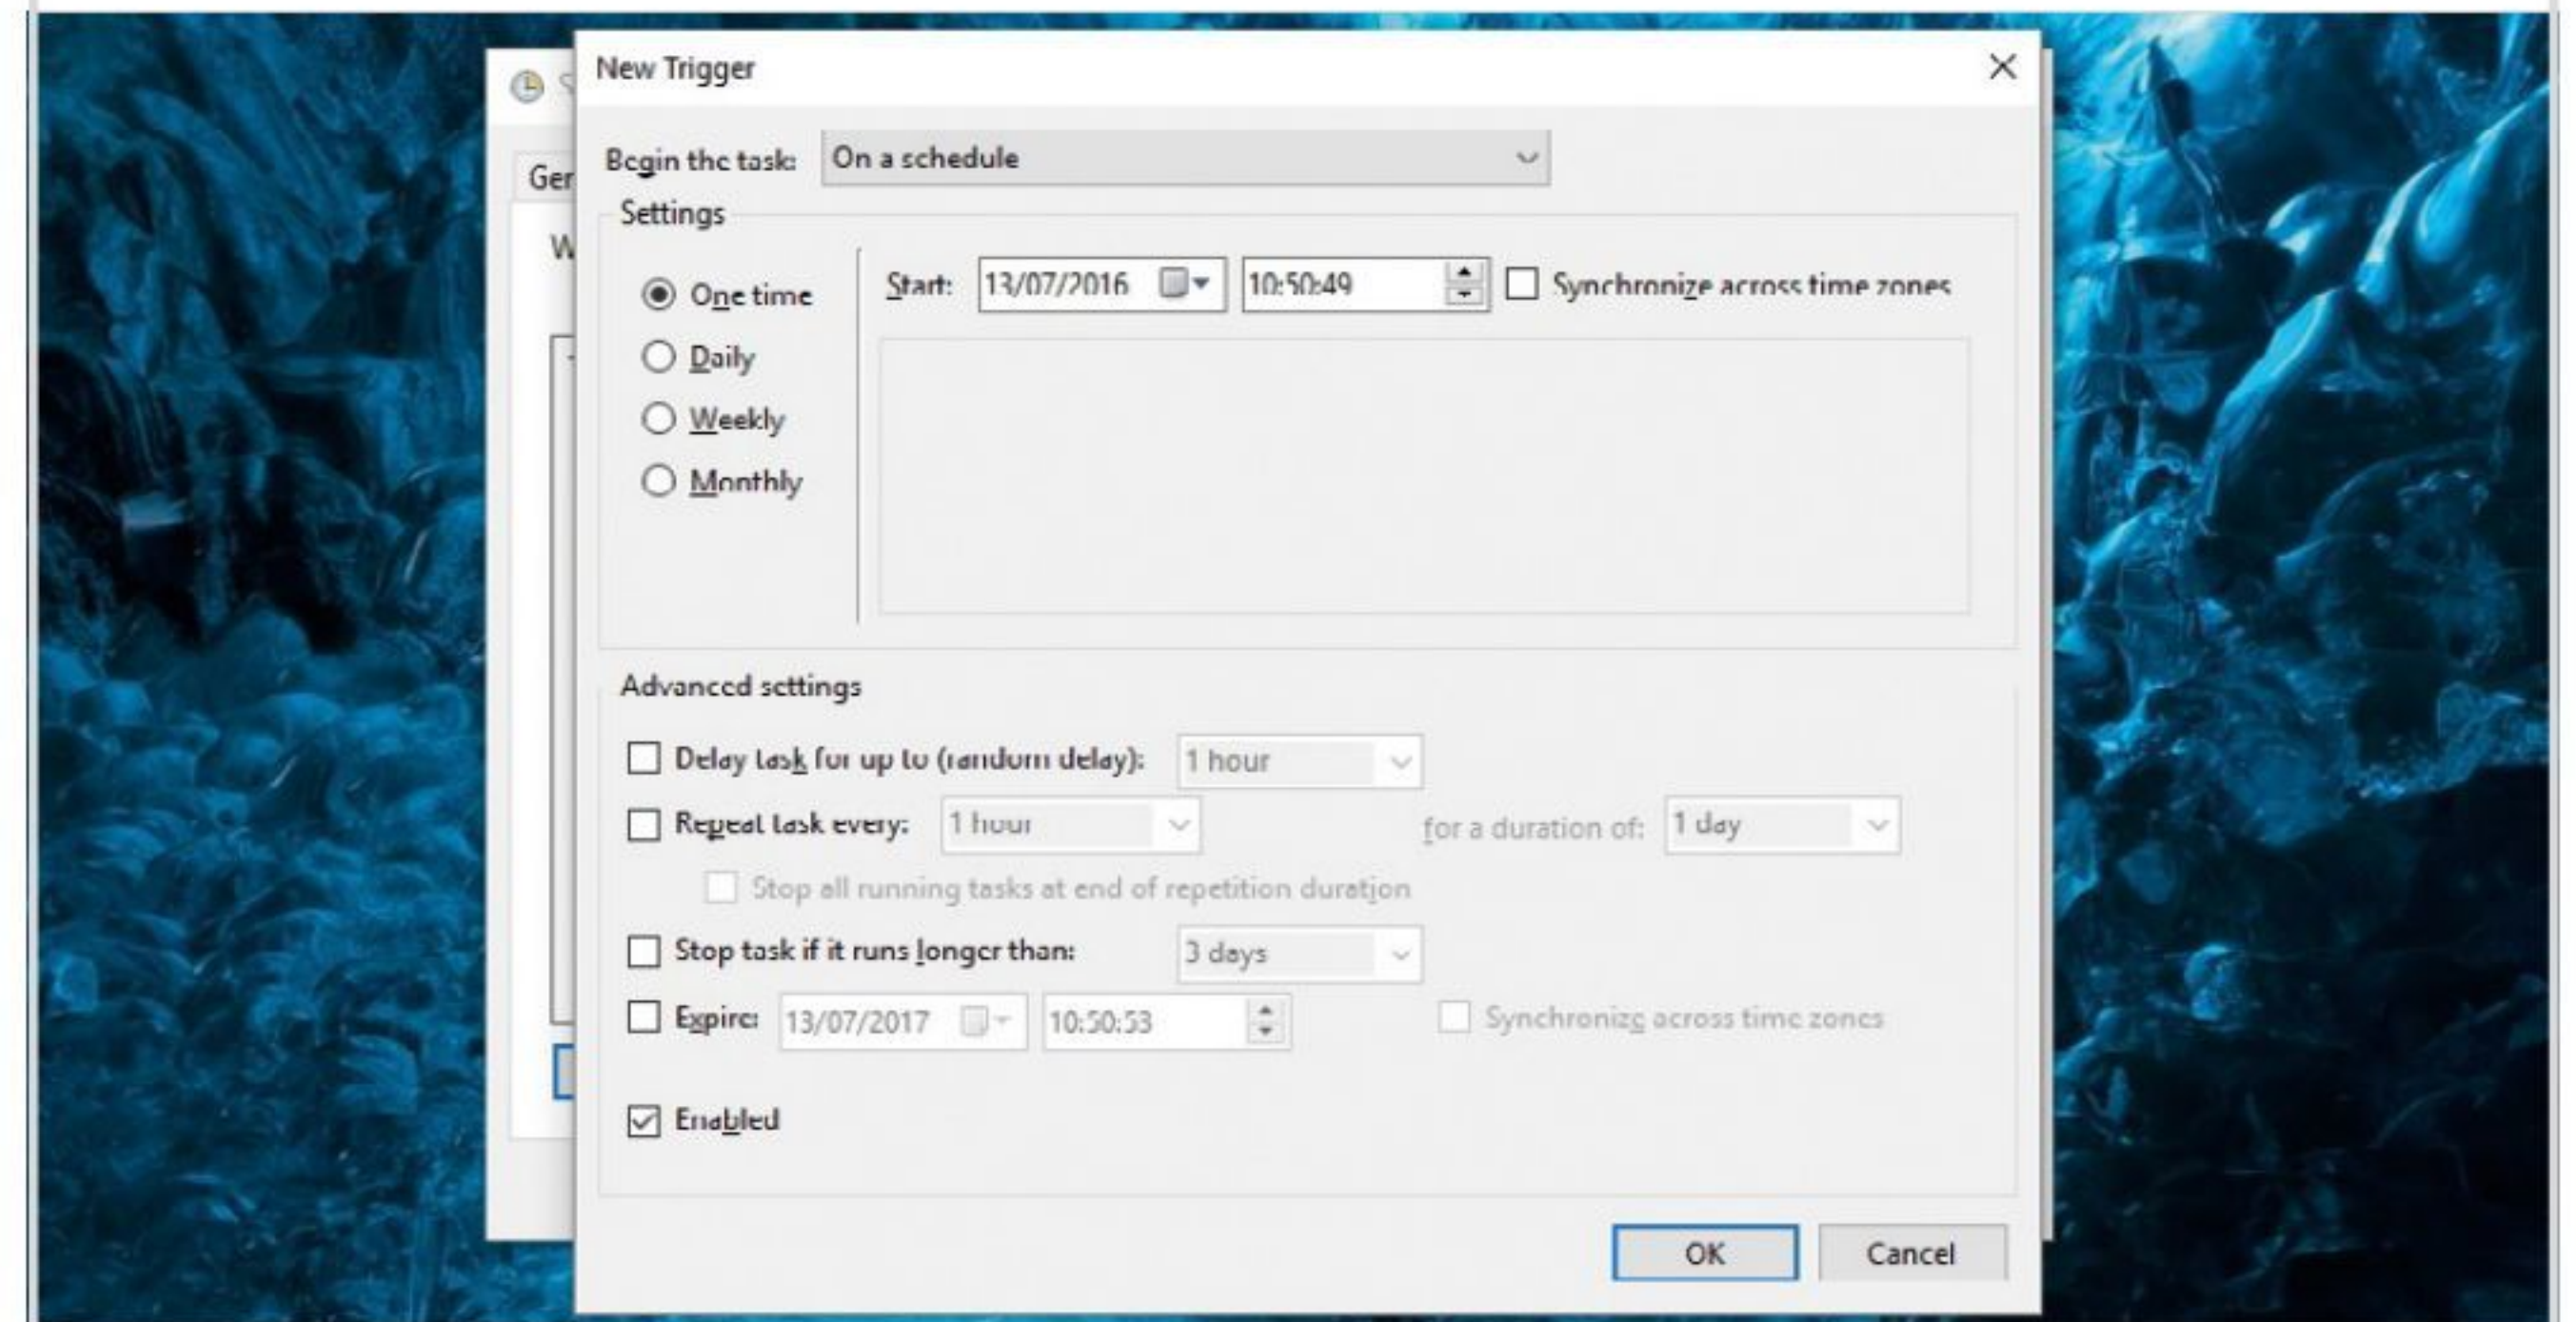 New Trigger
Begin the task: On a schedule
Ger
Settings
W
One time
Start: 13/07/2016 10:50:49 Synchronize across time zones
Daily
Weekly
Monthly
Advanced settings
Delay task for up to (random delay): 1 hour
Repeat task every: 1 hour for a duration of: 1 day
Stop all running tasks at end of repetition duration
Stop task if it runs longer than: 3 days
Expire: 13/07/2017 10:50:53 Synchronize across time zones
Enabled
OK Cancel